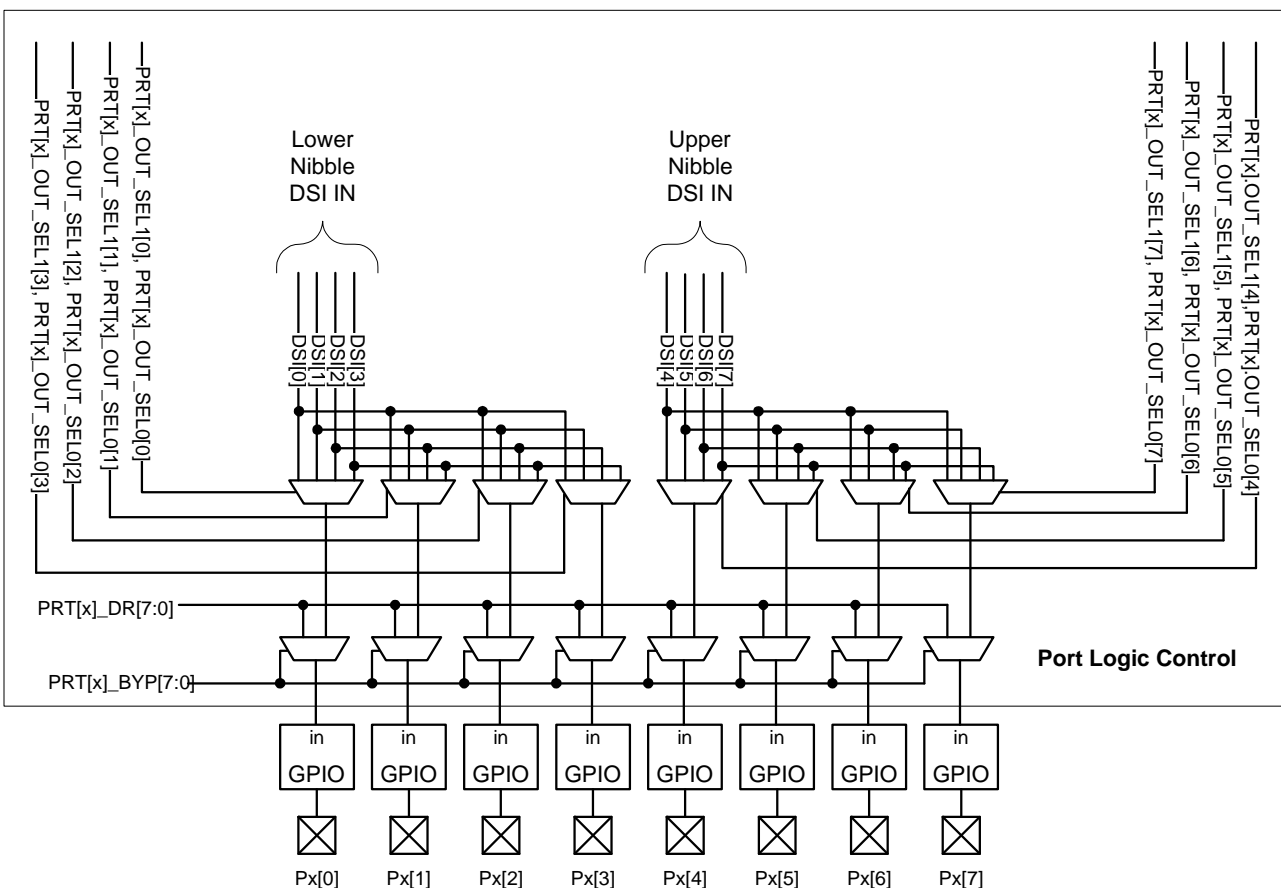 PRT[x]_OUT_SEL1[3], PRT[x]_OUT_SEL0[3]
PRT[x]_OUT_SEL1[2], PRT[x]_OUT_SEL0[2]
PRT[x]_OUT_SEL1[1], PRT[x]_OUT_SEL0[1]
PRT[x]_OUT_SEL1[0], PRT[x]_OUT_SEL0[0]
Lower
Nibble
DSI IN
Upper
Nibble
DSI IN
PRT[x]_OUT_SEL1[7], PRT[x]_OUT_SEL0[7]
PRT[x]_OUT_SEL1[6], PRT[x]_OUT_SEL0[6]
PRT[x]_OUT_SEL1[5], PRT[x]_OUT_SEL0[5]
PRT[x].OUT_SEL1[4],PRT[x].OUT_SEL0[4]
DSI[0]
DSI[1]
DSI[2]
DSI[3]
DSI[4]
DSI[5]
DSI[6]
DSI[7]
PRT[x]_DR[7:0]
Port Logic Control
PRT[x]_BYP[7:0]
in in in in in in in in
GPIO GPIO GPIO GPIO GPIO GPIO GPIO GPIO
Px[0] Px[1] Px[2] Px[3] Px[4] Px[5] Px[6] Px[7]